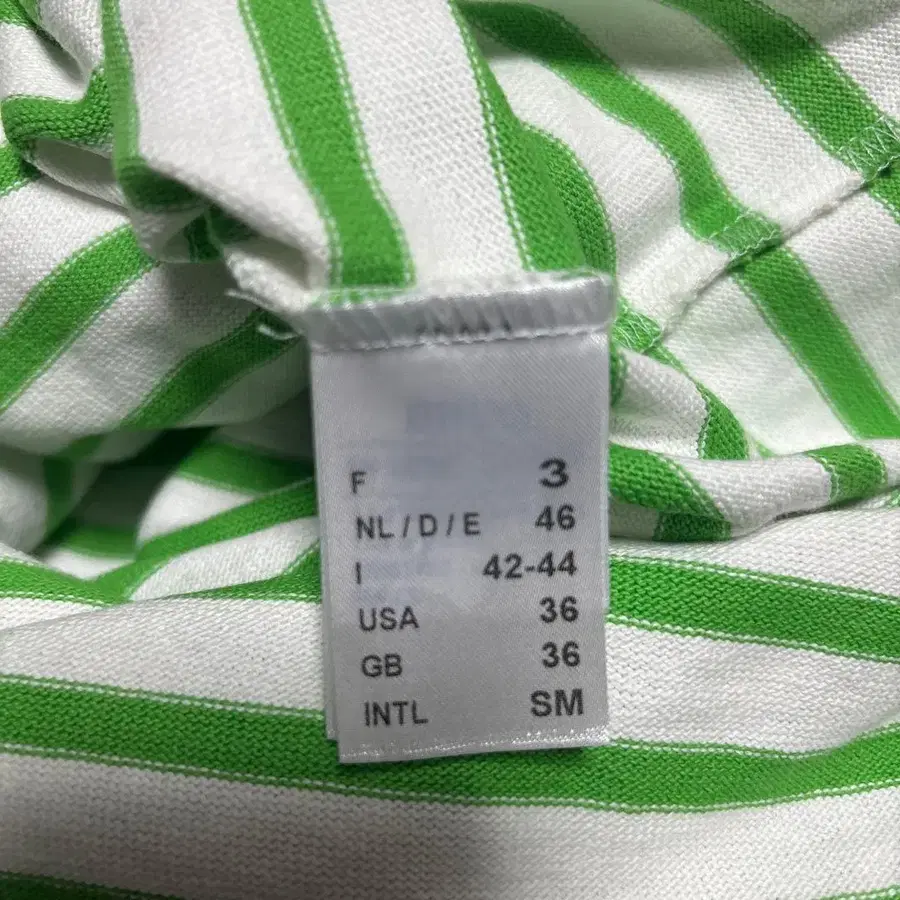 F 3
NL / D / E 46
I 42-44
USA 36
GB 36
INTL SM